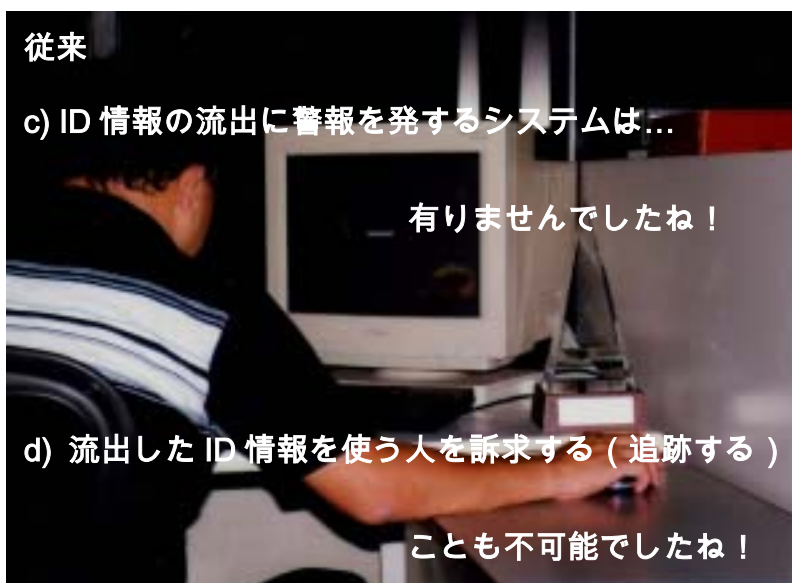 従来
c) ID 情報の流出に警報を発するシステムは…
有りませんでしたね！
d) 流出した ID 情報を使う人を訴求する ( 追跡する )
ことも不可能でしたね！